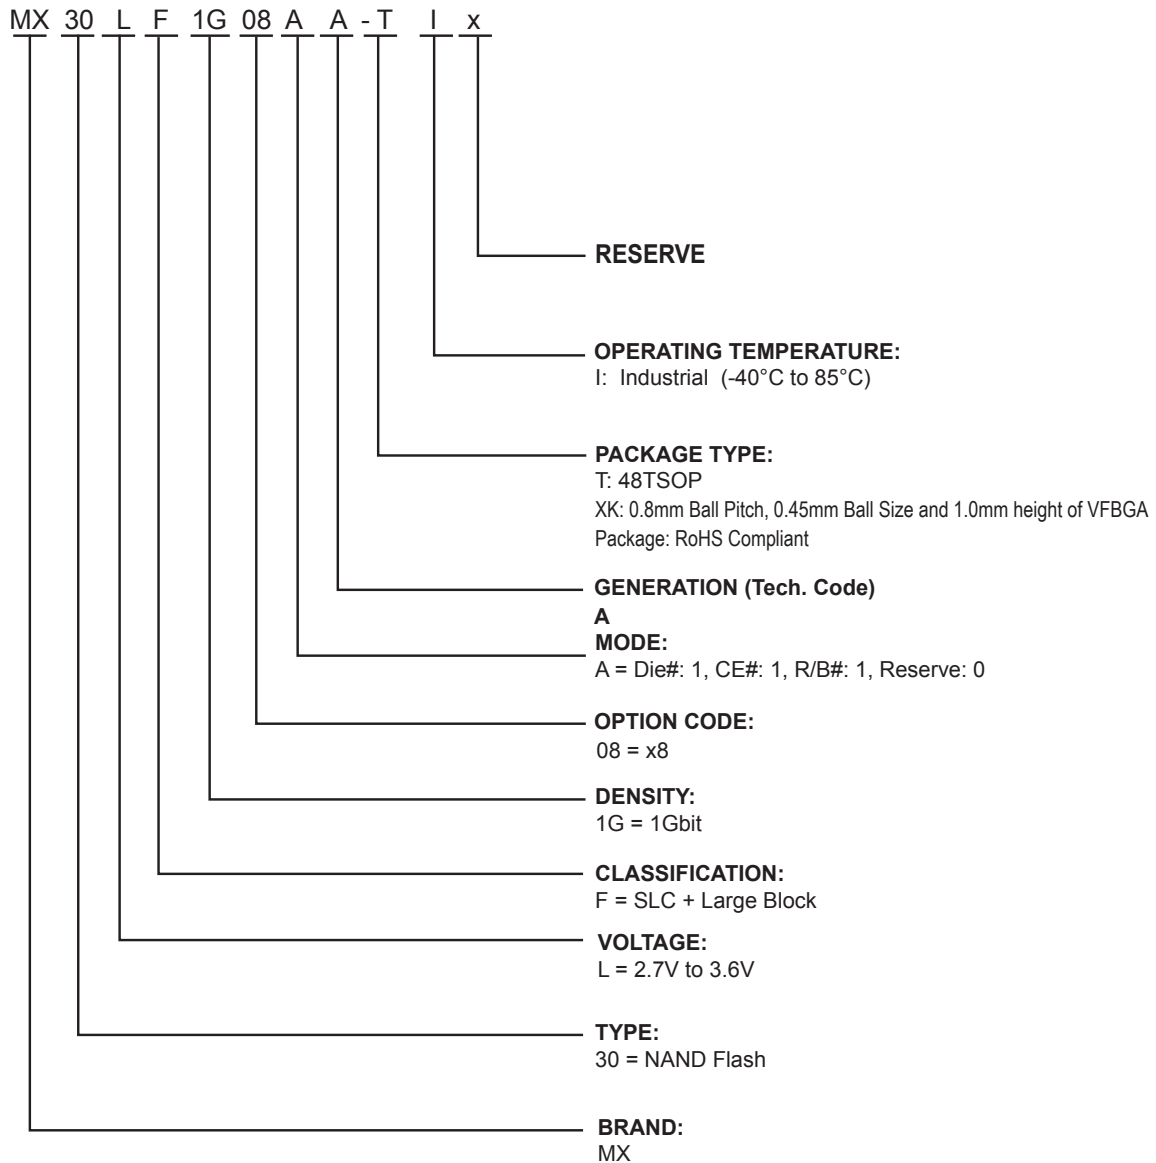 MX 30 L F 1G 08 A A - T I x
RESERVE
OPERATING TEMPERATURE:
I: Industrial (-40°C to 85°C)
PACKAGE TYPE:
T: 48TSOP
XK: 0.8mm Ball Pitch, 0.45mm Ball Size and 1.0mm height of VFBGA
Package: RoHS Compliant
GENERATION (Tech. Code)
A
MODE:
A = Die#: 1, CE#: 1, R/B#: 1, Reserve: 0
OPTION CODE:
08 = x8
DENSITY:
1G = 1Gbit
CLASSIFICATION:
F = SLC + Large Block
VOLTAGE:
L = 2.7V to 3.6V
TYPE:
30 = NAND Flash
BRAND:
MX